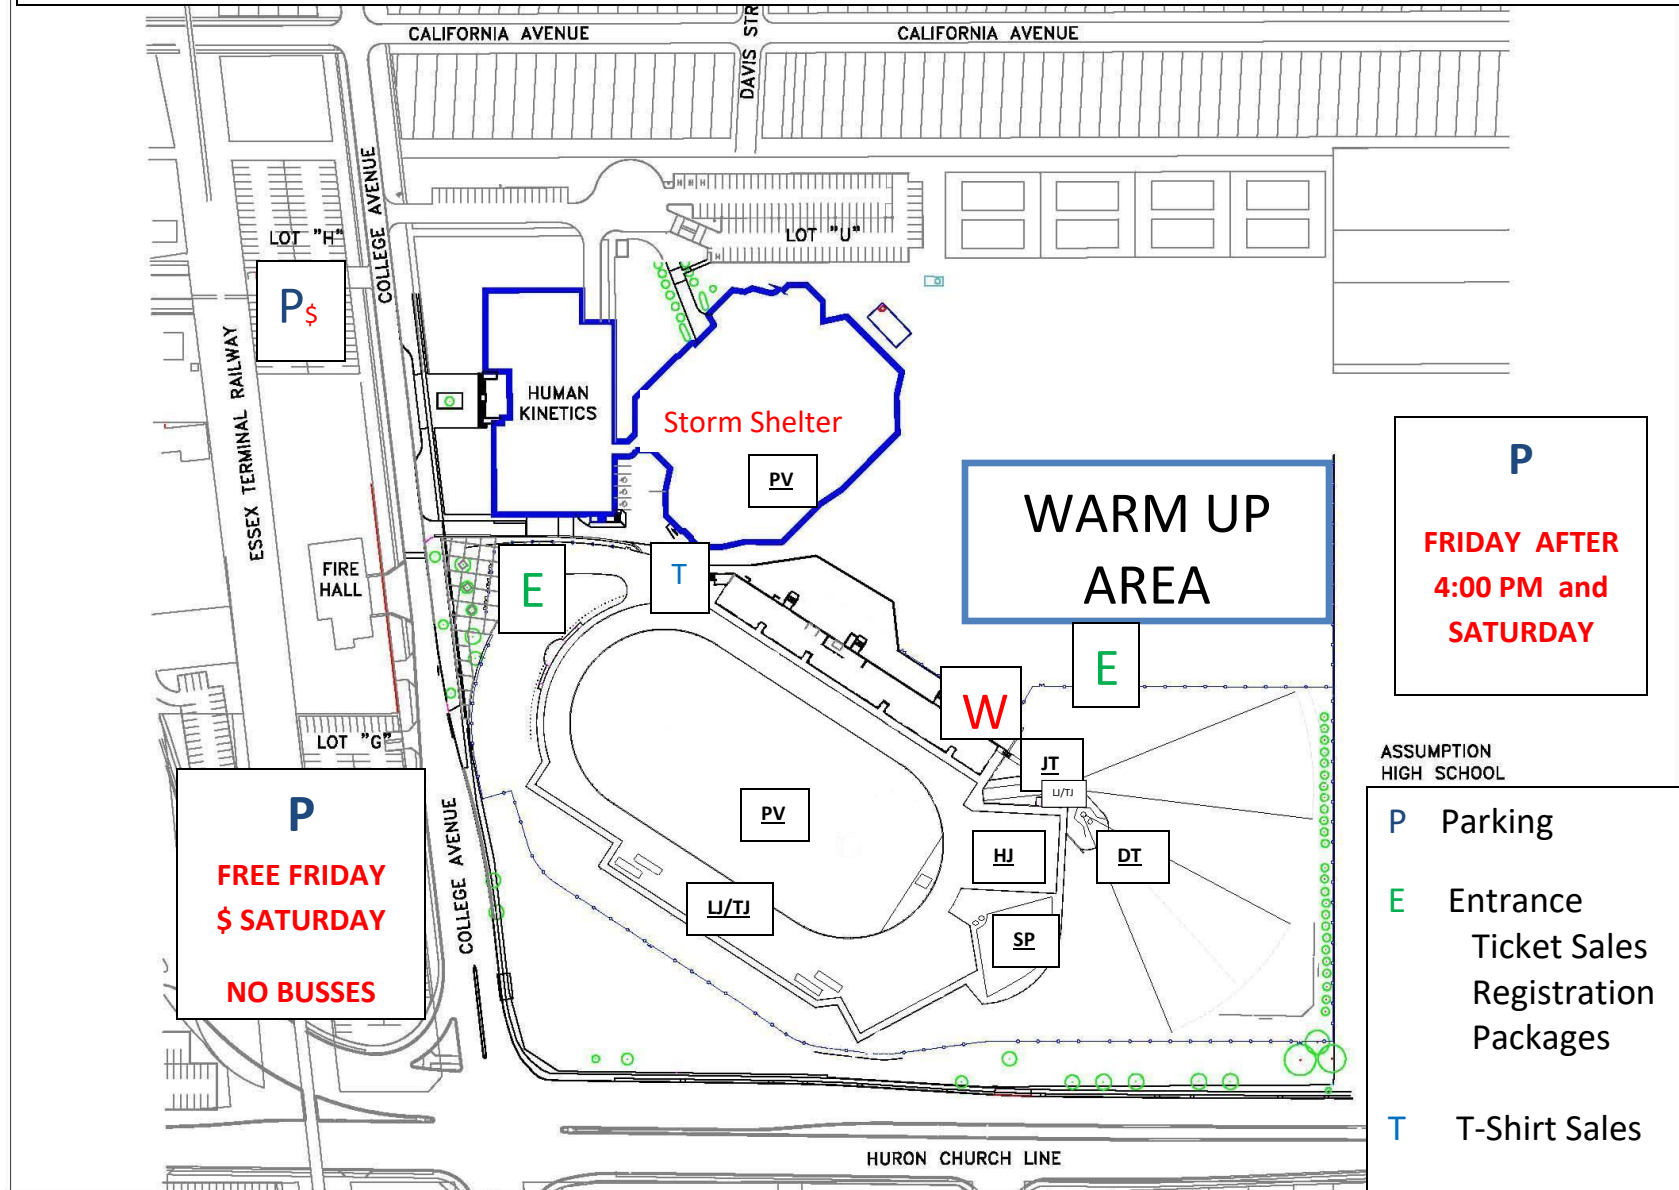 CALIFORNIA AVENUE
DAVIS STR
CALIFORNIA AVENUE
COLLEGE AVENUE
LOT "H"
LOT "U"
P$
ESSEX TERMINAL RAILWAY
HUMAN
KINETICS
Storm Shelter
PV
WARM UP
AREA
P
FRIDAY AFTER
4:00 PM and
SATURDAY
FIRE
HALL
E
T
E
W
LOT "G"
JT
LJ/TJ
ASSUMPTION
HIGH SCHOOL
P
FREE FRIDAY
$ SATURDAY
NO BUSSES
COLLEGE AVENUE
PV
HJ
DT
LJ/TJ
SP
P Parking
E Entrance
Ticket Sales
Registration
Packages
T T-Shirt Sales
HURON CHURCH LINE